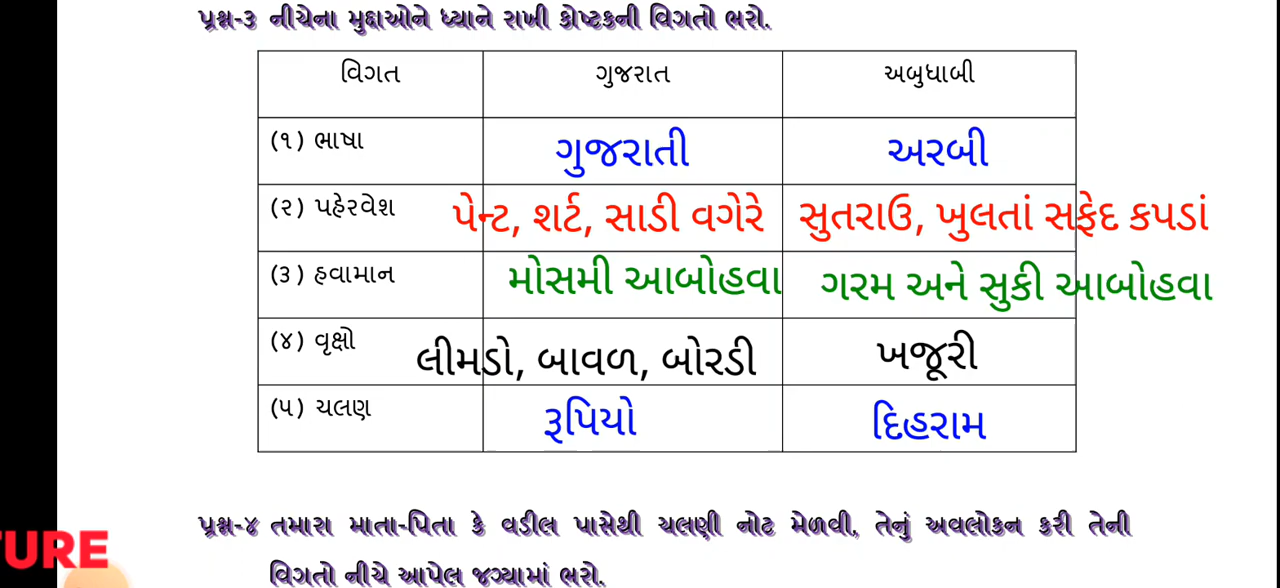 પ્રશ્ન-૩ નીચેના મુદ્દાઓને ધ્યાને રાખી કોષ્ટકની વિગતો ભરો.
વિગત ગુજરાત અબુધાબી
(૧) ભાષા ગુજરાતી અરબી
(૨) પહેરવેશ પેન્ટ, શર્ટ, સાડી વગેરે સુતરાઉ, ખુલતાં સફેદ કપડાં
(૩) હવામાન મોસમી આબોહવા ગરમ અને સુકી આબોહવા
(૪) વૃક્ષો લીમડો, બાવળ, બોરડી ખજૂરી
(૫) ચલણ રૂપિયો દિહરામ
પ્રશ્ન-૪ તમારા માતા-પિતા કે વડીલ પાસેથી ચલણી નોટ મેળવી, તેનું અવલોકન કરી તેની
TURE
વિગતો નીચે આપેલ જગ્યામાં ભરો.